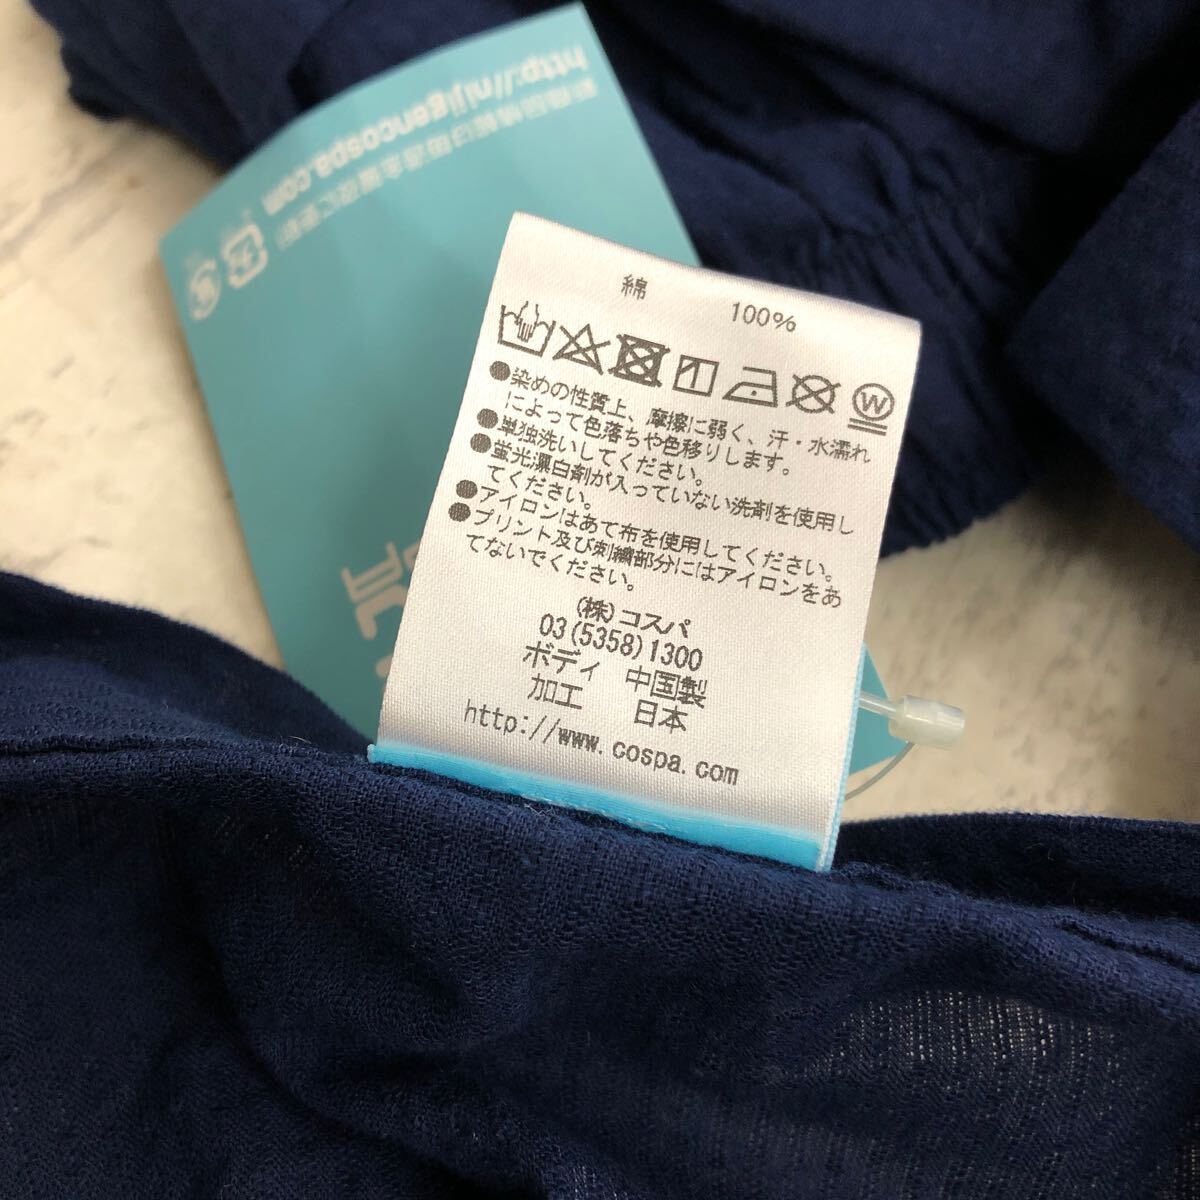 綿 100%
W
●染めの性質上、摩擦に弱く、汗・水濡れ
によって色落ちや色移りします。
●単独洗いしてください。
●蛍光漂白剤が入っていない洗剤を使用し
てください。
●アイロンはあて布を使用してください。
●プリント及び刺繍部分にはアイロンをあ
てないでください。
(株)コスパ
03(5358)1300
ボディ 中国製
加工 日本
http://www.cospa.com
http://nijigencospa.com